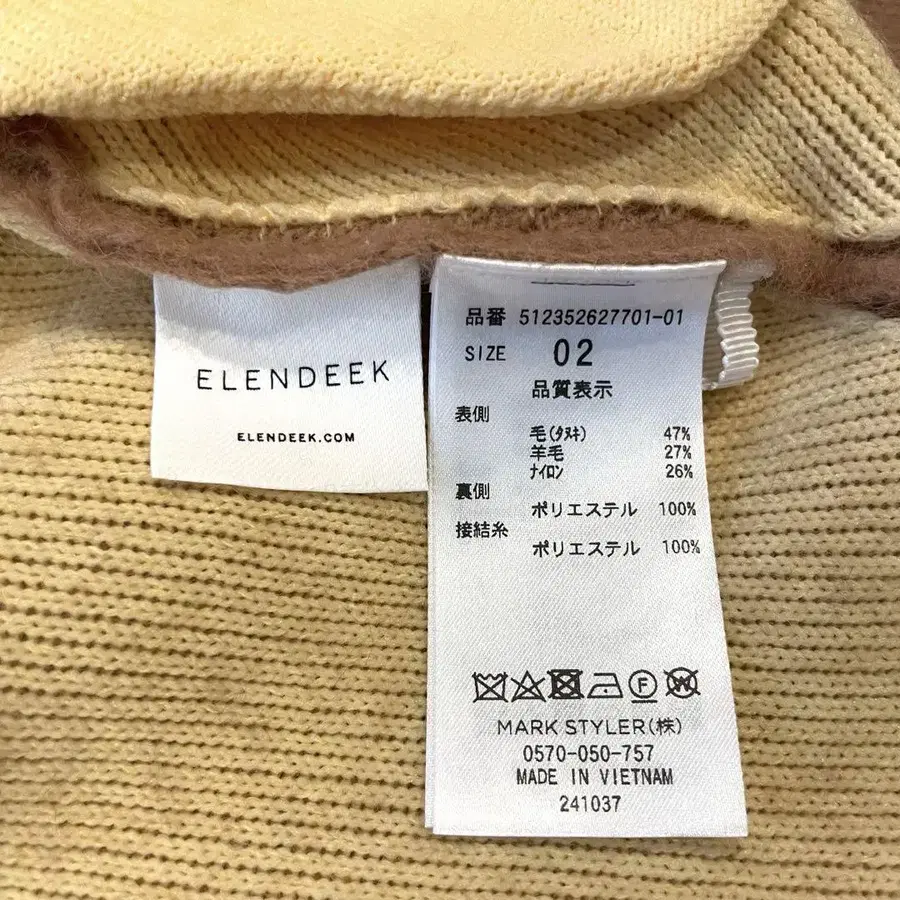 ELENDEEK
ELENDEEK.COM
品番 512352627701-01
SIZE 02
品質表示
表側
毛(ﾀﾇｷ) 47%
羊毛 27%
ﾅｲﾛﾝ 26%
裏側
ポリエステル 100%
接結糸
ポリエステル 100%
F W
MARK STYLER(株)
0570-050-757
MADE IN VIETNAM
241037